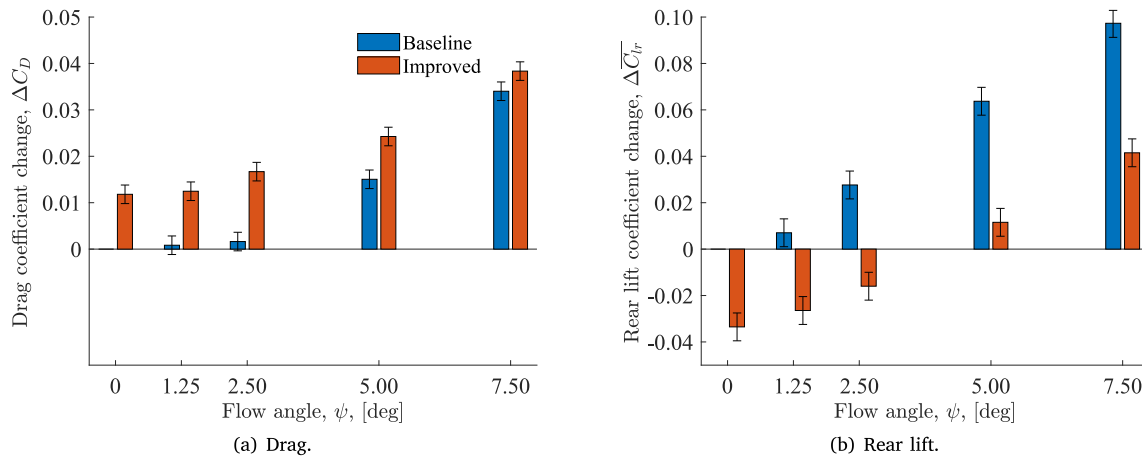 0.05
0.04
0.03
0.02
0.01
0
Drag coefficient change, ΔC_D
Baseline
Improved
0 1.25 2.50 5.00 7.50
Flow angle, ψ, [deg]
(a) Drag.
0.10
0.08
0.06
0.04
0.02
0
-0.02
-0.04
Rear lift coefficient change, \overline{ΔC_{lr}}
0 1.25 2.50 5.00 7.50
Flow angle, ψ, [deg]
(b) Rear lift.